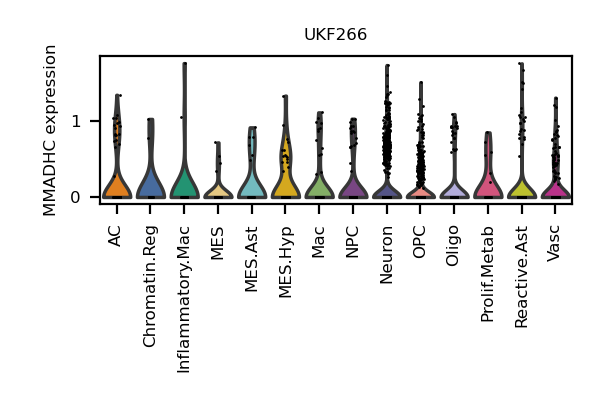 UKF266
MMADHC expression
1
0
AC
Chromatin.Reg
Inflammatory.Mac
MES
MES.Ast
MES.Hyp
Mac
NPC
Neuron
OPC
Oligo
Prolif.Metab
Reactive.Ast
Vasc